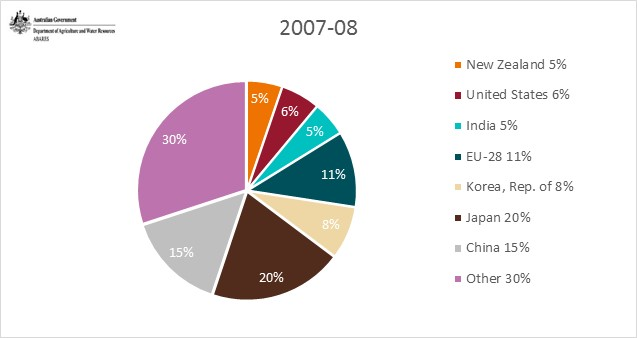 Australian Government
Department of Agriculture and Water Resources
ABARES
2007-08
5%
6%
5%
11%
8%
20%
15%
30%
New Zealand 5%
United States 6%
India 5%
EU-28 11%
Korea, Rep. of 8%
Japan 20%
China 15%
Other 30%